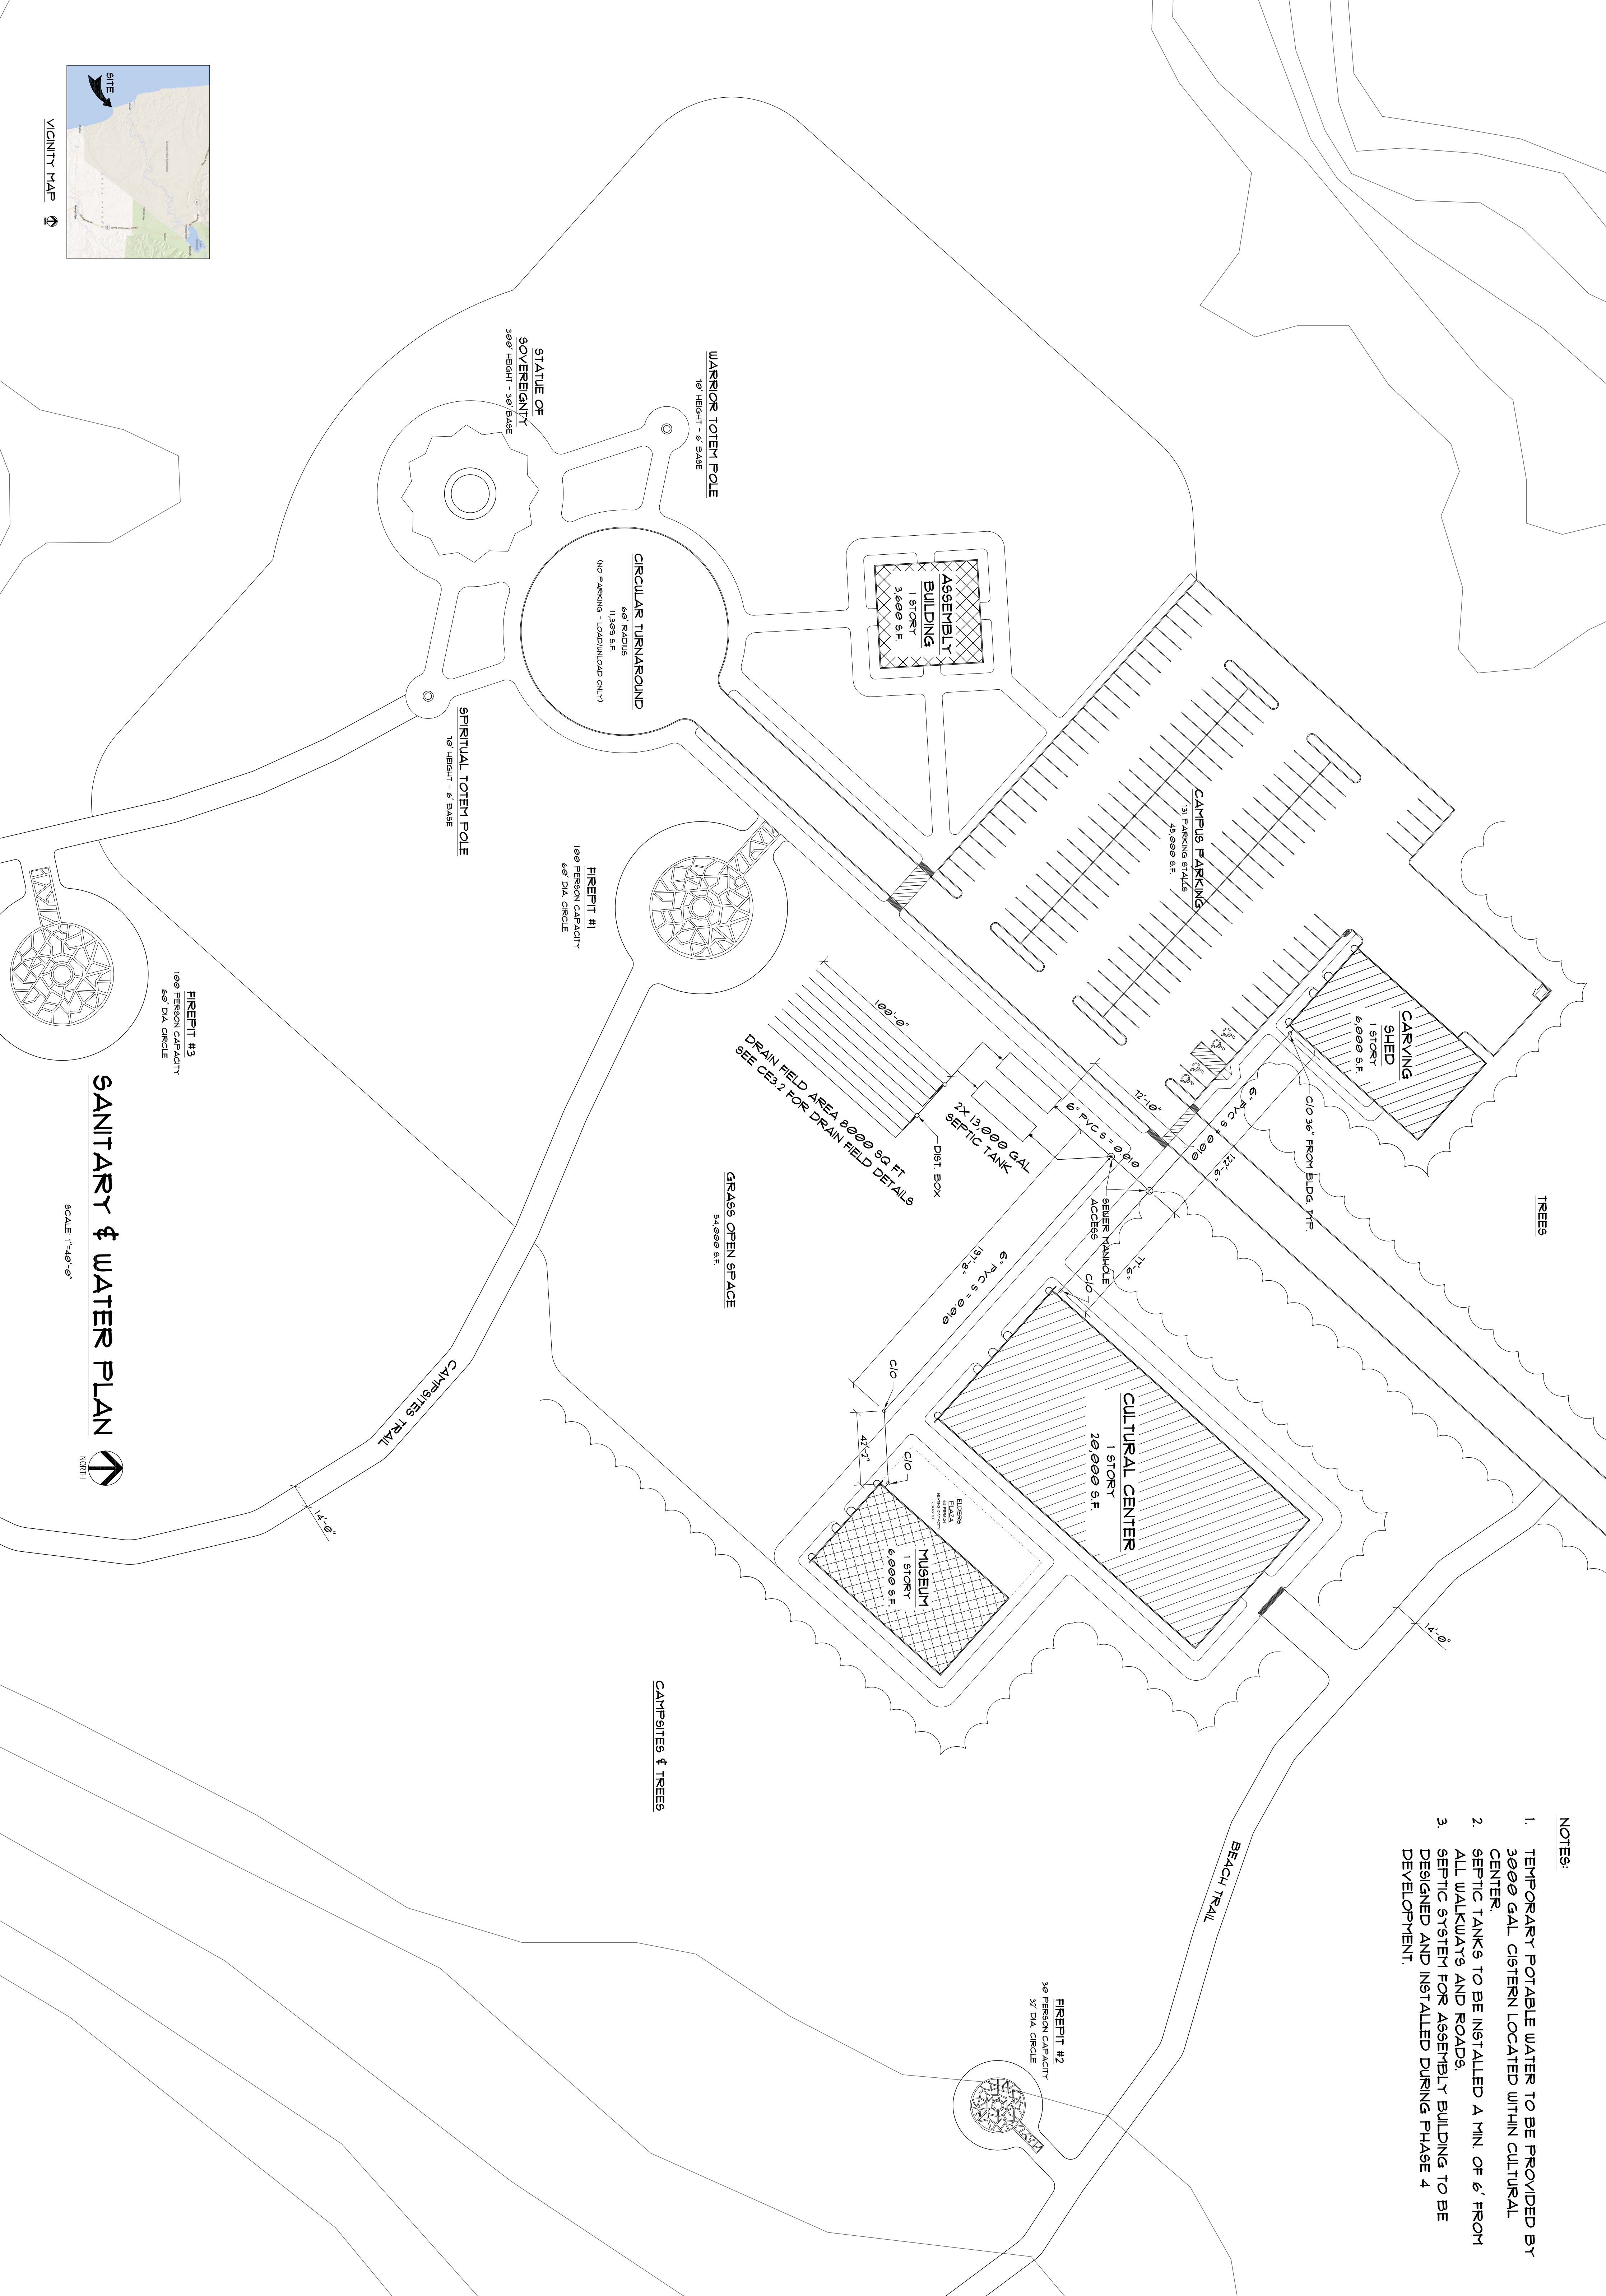 NOTES:
1. TEMPORARY POTABLE WATER TO BE PROVIDED BY
3000 GAL CISTERN LOCATED WITHIN CULTURAL
CENTER.
2. SEPTIC TANKS TO BE INSTALLED A MIN. OF 6' FROM
ALL WALKWAYS AND ROADS.
3. SEPTIC SYSTEM FOR ASSEMBLY BUILDING TO BE
DESIGNED AND INSTALLED DURING PHASE 4
DEVELOPMENT.
TREES
CARVING
SHED
1 STORY
6,000 S.F.
C/O 36" FROM BLDG. TYP.
CAMPUS PARKING
131 PARKING STALLS
45,000 S.F.
6" PVC S = 0.010
122'-6"
72'-10"
6" PVC S = 0.010
SEWER MANHOLE
ACCESS
77'-6"
C/O
CULTURAL CENTER
1 STORY
20,000 S.F.
14'-0"
BEACH TRAIL
FIREPIT #2
30 PERSON CAPACITY
32' DIA. CIRCLE
ASSEMBLY
BUILDING
1 STORY
3,600 S.F.
2X 13,000 GAL
SEPTIC TANK
DIST. BOX
100'-0"
DRAIN FIELD AREA 8000 SQ FT
SEE CE3.2 FOR DRAIN FIELD DETAILS
197'-8"
6" PVC S = 0.010
C/O
42'-2"
C/O
ELDERS
PLAZA
MUSEUM
1 STORY
6,000 S.F.
WARRIOR TOTEM POLE
70' HEIGHT - 6' BASE
GRASS OPEN SPACE
54,000 S.F.
CAMPSITES & TREES
CIRCULAR TURNAROUND
60' RADIUS
11,309 S.F.
(NO PARKING - LOAD/UNLOAD ONLY)
FIREPIT #1
100 PERSON CAPACITY
60' DIA. CIRCLE
STATUE OF
SOVEREIGNTY
300' HEIGHT - 30' BASE
SPIRITUAL TOTEM POLE
70' HEIGHT - 6' BASE
CAMPSITES TRAIL
14'-0"
FIREPIT #3
100 PERSON CAPACITY
60' DIA. CIRCLE
SITE
VICINITY MAP
SANITARY & WATER PLAN
SCALE: 1"=40'-0"
NORTH